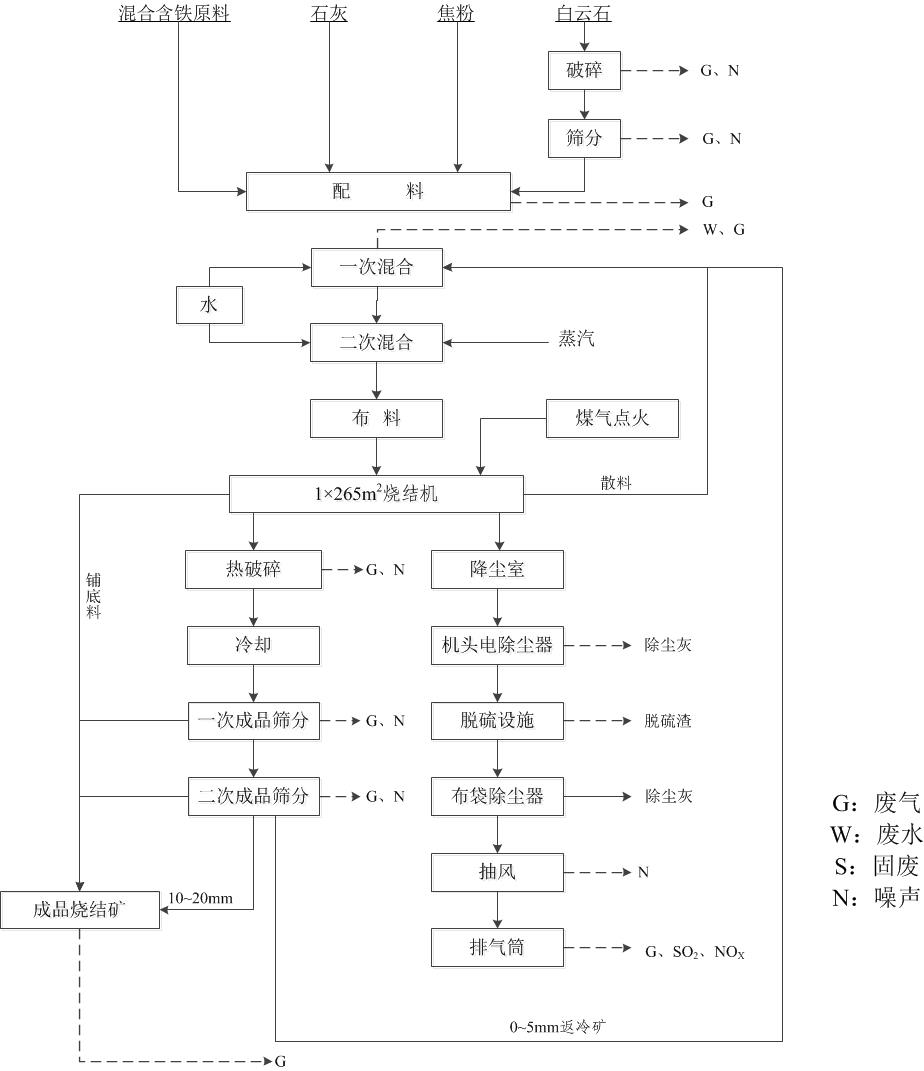 混合含铁原料 石灰 焦粉 白云石
破碎 G、N
筛分 G、N
配 料
G
W、G
一次混合
水
二次混合 蒸汽
布 料 煤气点火
1×265m²烧结机 散料
铺底料
热破碎 G、N 降尘室
冷却 机头电除尘器 除尘灰
一次成品筛分 G、N 脱硫设施 脱硫渣
二次成品筛分 G、N 布袋除尘器 除尘灰
抽风 N
成品烧结矿 10~20mm
排气筒 G、SO₂、NOX
0~5mm返冷矿
G
G：废气
W：废水
S：固废
N：噪声